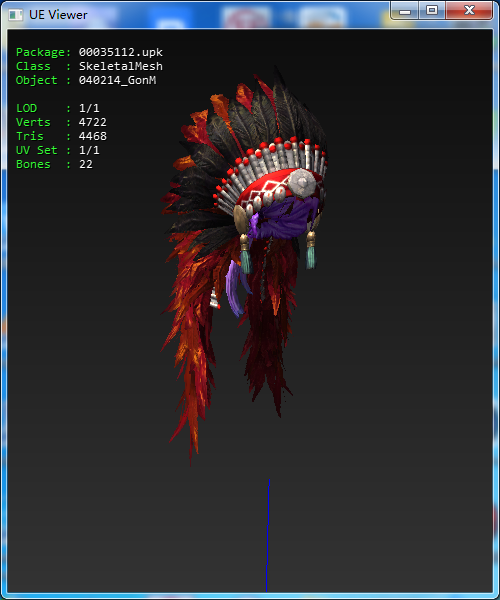 UE Viewer
Package: 00035112.upk
Class : SkeletalMesh
Object : 040214_GonM
LOD : 1/1
Verts : 4722
Tris : 4468
UV Set : 1/1
Bones : 22